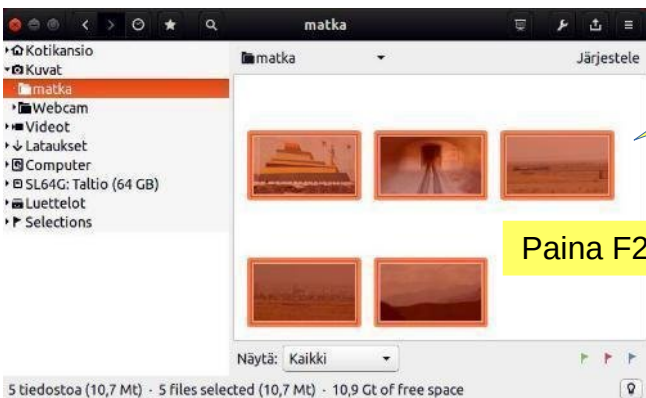 matka
Kotikansio
Kuvat
matka
Webcam
Videot
Lataukset
Computer
SL64G: Taltio (64 GB)
Luettelot
Selections
matka
Järjestele
Paina F2
Näytä: Kaikki
5 tiedostoa (10,7 Mt) · 5 files selected (10,7 Mt) · 10,9 Gt of free space